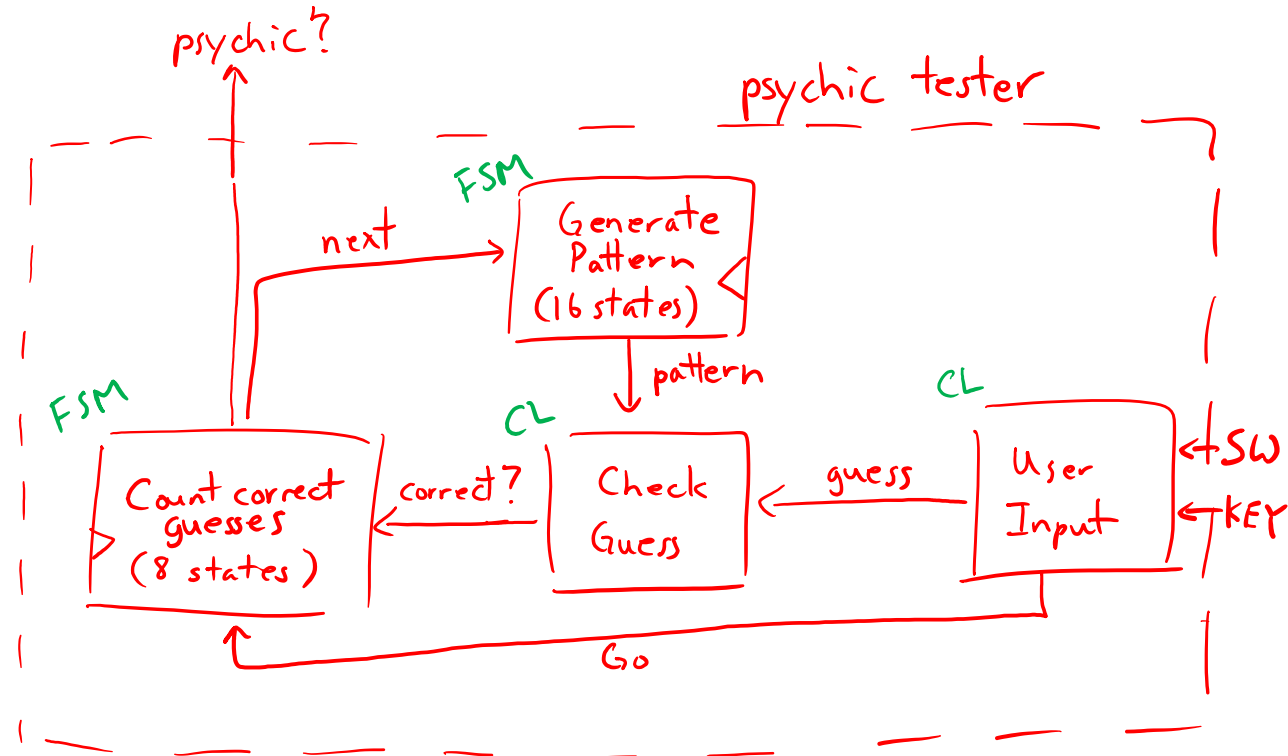 psychic?
psychic tester
FSM
Generate
Pattern
(16 states)
next
pattern
FSM
CL
CL
Count correct
guesses
(8 states)
correct?
Check
Guess
guess
User
Input
SW
KEY
Go